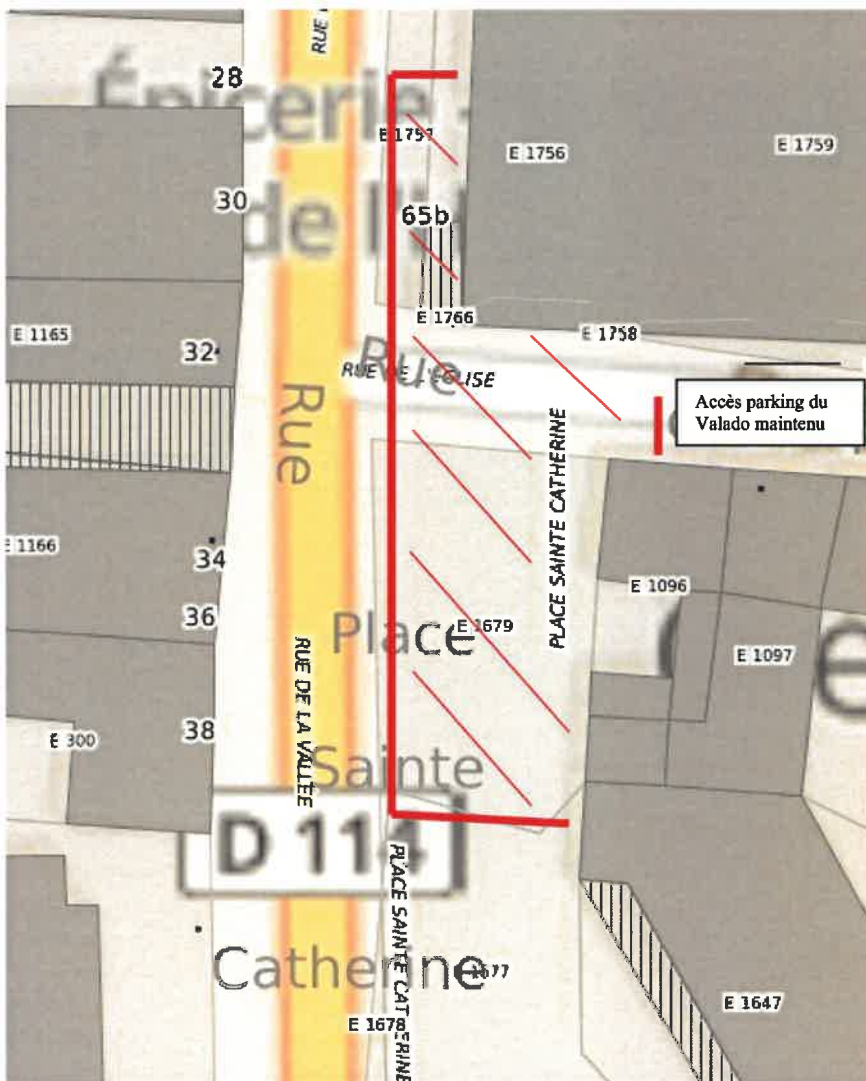 RUE
28
Épicerie -
E 1757
E 1756
E 1759
30
de l'
65b
E 1766
E 1758
E 1165
32
Rue
RUE DE L'EGLISE
Rue
Accès parking du
Valado maintenu
PLACE SAINTE CATHERINE
E 1166
34
36
E 1096
Place
E 1679
E 1097
e
RUE DE LA VALLÉE
38
E 300
Sainte
D 114
PLACE SAINTE CATHERINE
Catherine
1677
E 1647
E 1678